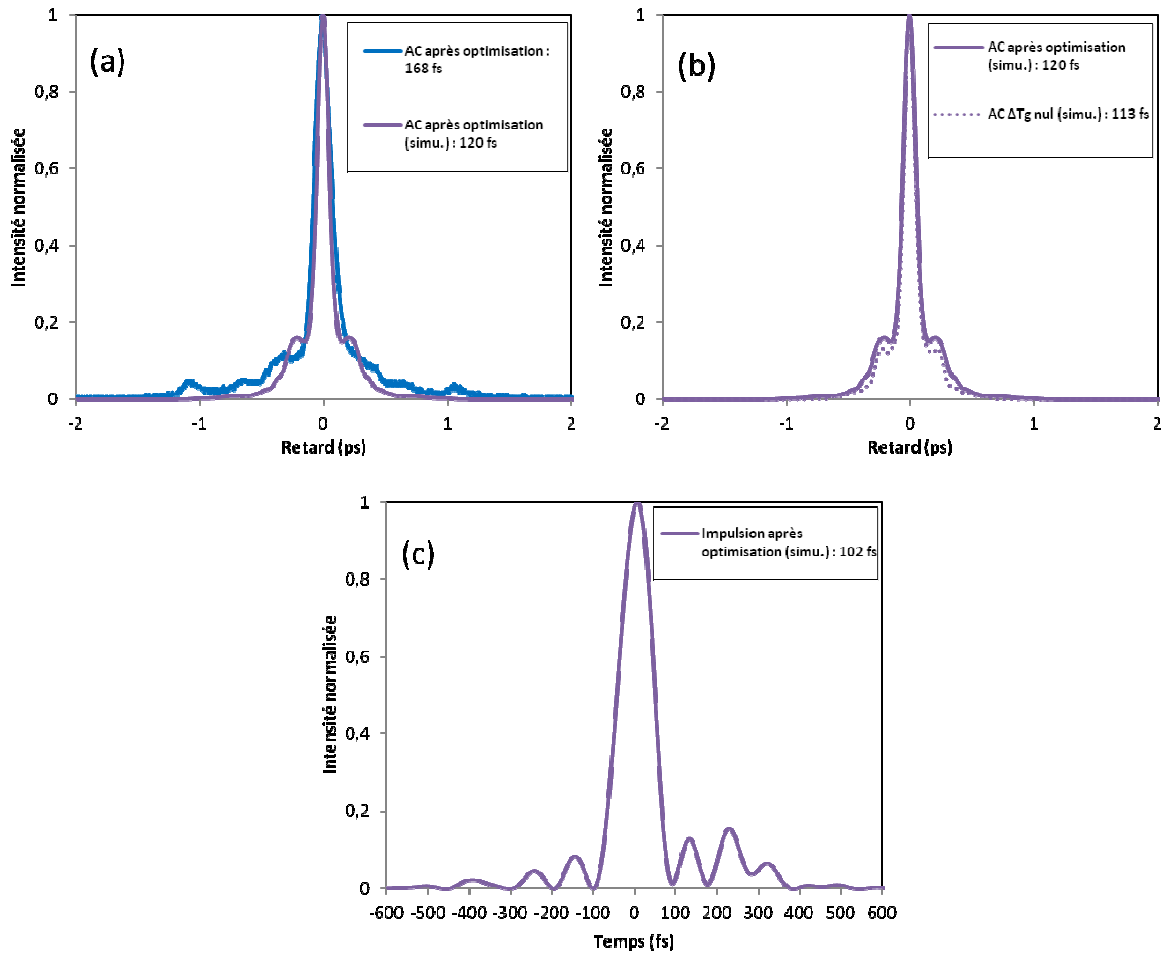 (a)
AC après optimisation :
168 fs
AC après optimisation
(simu.) : 120 fs
Intensité normalisée
1
0,8
0,6
0,4
0,2
0
-2
-1
0
1
2
Retard (ps)
(b)
AC après optimisation
(simu.) : 120 fs
AC ΔTg nul (simu.) : 113 fs
Intensité normalisée
1
0,8
0,6
0,4
0,2
0
-2
-1
0
1
2
Retard (ps)
(c)
Impulsion après
optimisation (simu.) : 102 fs
Intensité normalisée
1
0,8
0,6
0,4
0,2
0
-600 -500 -400 -300 -200 -100 0 100 200 300 400 500 600
Temps (fs)